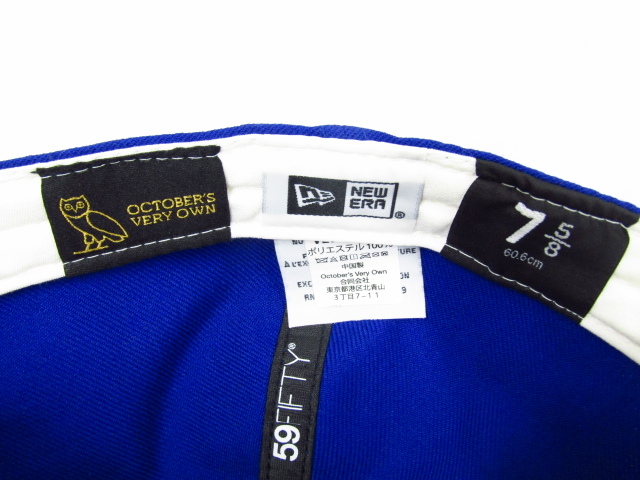 OCTOBER'S
VERY OWN
NEW
ERA
®
7 5/8
60.6cm
ポリエステル100%
中国製
October's Very Own
合同会社
東京都港区北青山
3丁目7-11
59FIFTY®